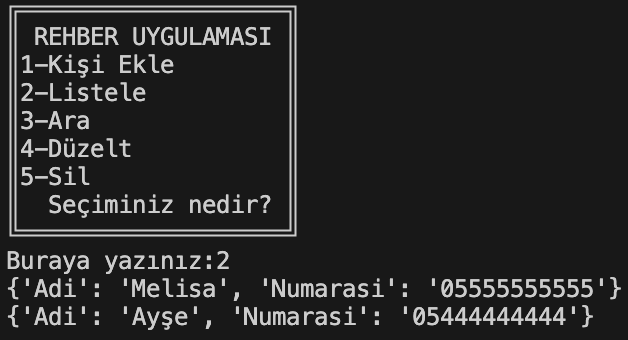 REHBER UYGULAMASI
1-Kişi Ekle
2-Listele
3-Ara
4-Düzelt
5-Sil
Seçiminiz nedir?
Buraya yazınız:2
{'Adi': 'Melisa', 'Numarasi': '05555555555'}
{'Adi': 'Ayşe', 'Numarasi': '05444444444'}